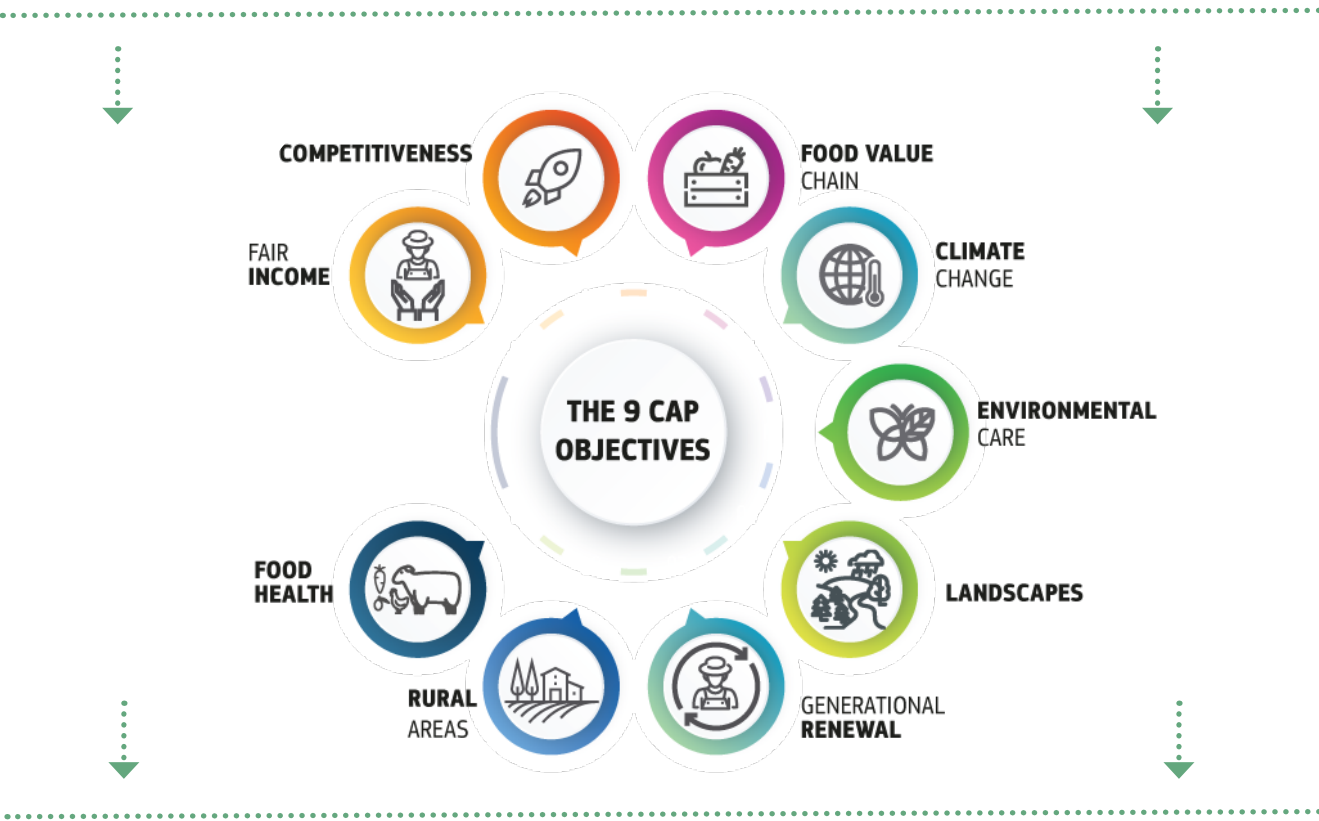 COMPETITIVENESS
FOOD VALUE
CHAIN
FAIR
INCOME
CLIMATE
CHANGE
THE 9 CAP
OBJECTIVES
ENVIRONMENTAL
CARE
FOOD
HEALTH
LANDSCAPES
RURAL
AREAS
GENERATIONAL
RENEWAL